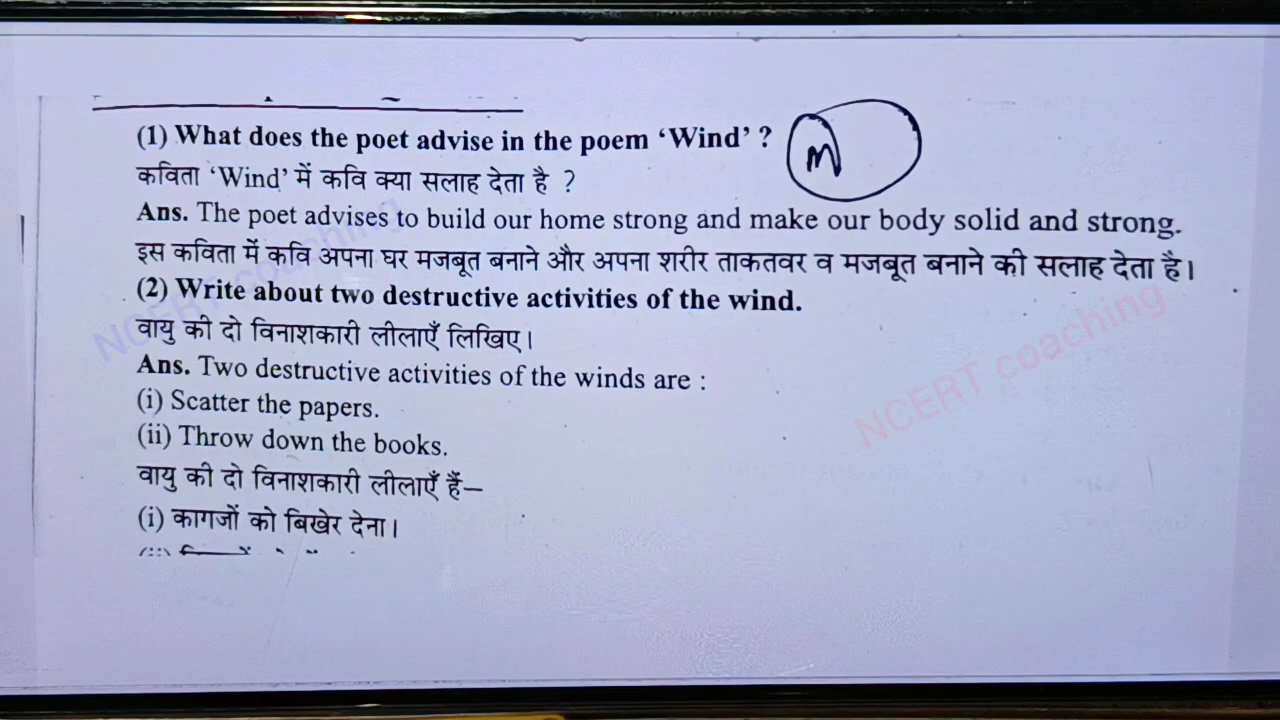 (1) What does the poet advise in the poem ‘Wind’ ?
कविता ‘Wind’ में कवि क्या सलाह देता है ?
Ans. The poet advises to build our home strong and make our body solid and strong.
इस कविता में कवि अपना घर मजबूत बनाने और अपना शरीर ताकतवर व मजबूत बनाने की सलाह देता है।
(2) Write about two destructive activities of the wind.
वायु की दो विनाशकारी लीलाएँ लिखिए।
Ans. Two destructive activities of the winds are :
(i) Scatter the papers.
(ii) Throw down the books.
वायु की दो विनाशकारी लीलाएँ हैं—
(i) कागजों को बिखेर देना।
NCERT coaching
NCERT coaching